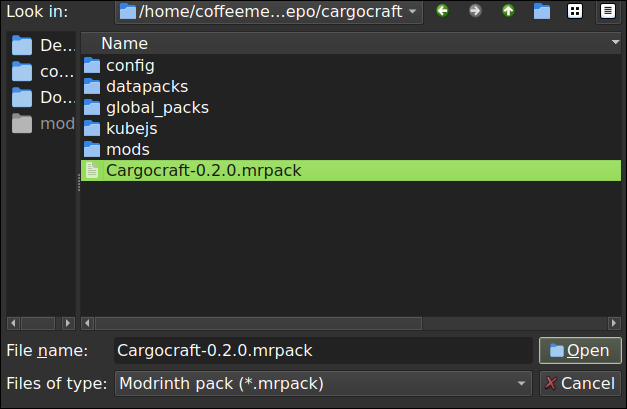 Look in: /home/coffeeme...epo/cargocraft
Name
De...
co...
Do...
mod
config
datapacks
global_packs
kubejs
mods
Cargocraft-0.2.0.mrpack
File name: Cargocraft-0.2.0.mrpack Open
Files of type: Modrinth pack (*.mrpack) Cancel